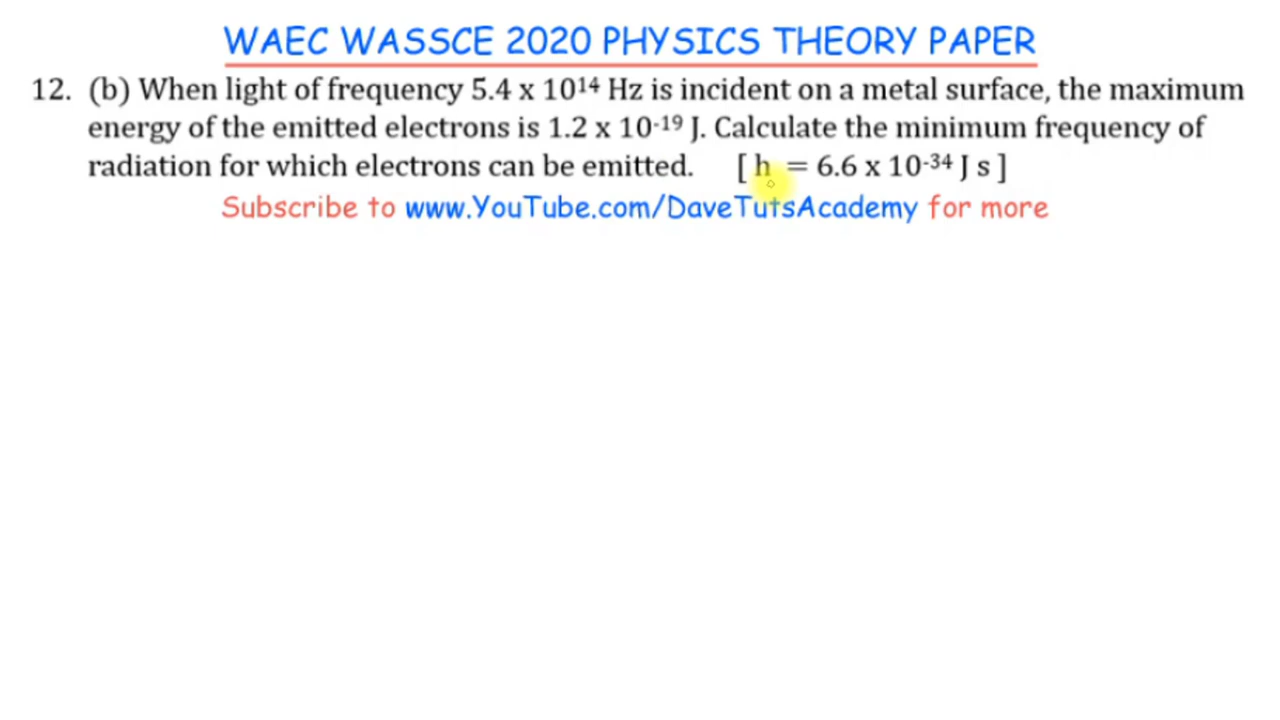 WAEC WASSCE 2020 PHYSICS THEORY PAPER
12. (b) When light of frequency 5.4 x 10¹⁴ Hz is incident on a metal surface, the maximum
energy of the emitted electrons is 1.2 x 10⁻¹⁹ J. Calculate the minimum frequency of
radiation for which electrons can be emitted. [ h = 6.6 x 10⁻³⁴ J s ]
Subscribe to www.YouTube.com/DaveTutsAcademy for more